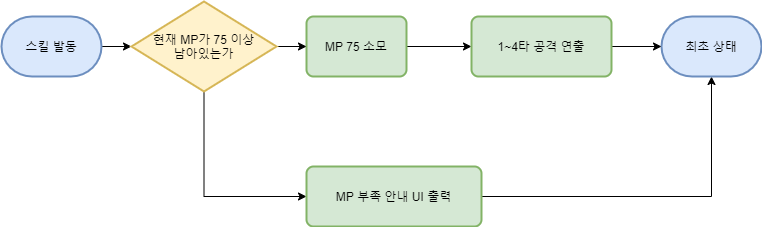 스킬 발동
현재 MP가 75 이상
남아있는가
MP 75 소모
1~4타 공격 연출
최초 상태
MP 부족 안내 UI 출력